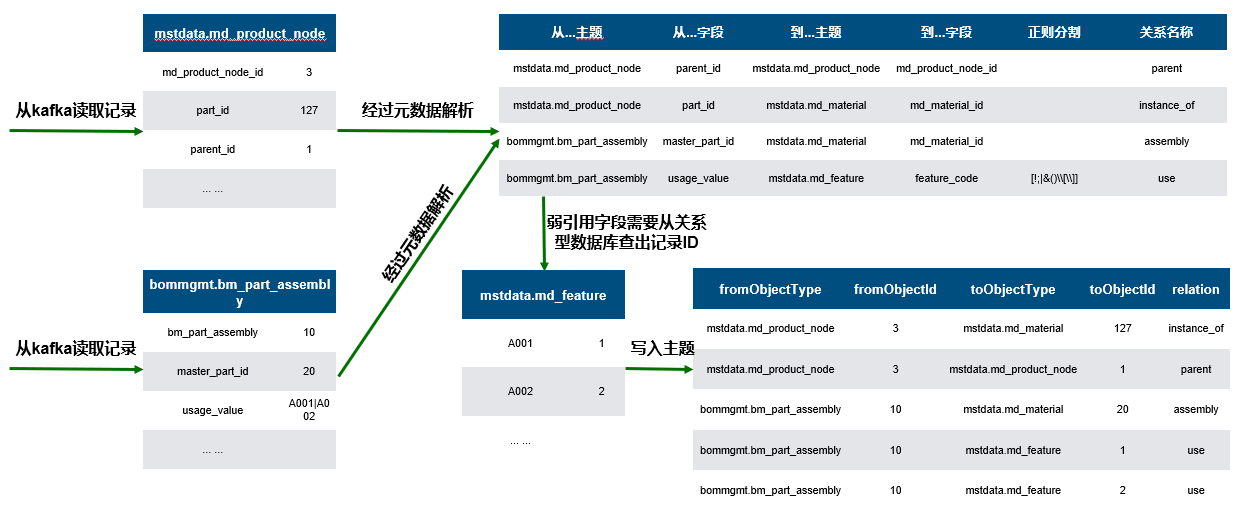 从kafka读取记录
mstdata.md_product_node
md_product_node_id 3
part_id 127
parent_id 1
... ...
经过元数据解析
从...主题 从...字段 到...主题 到...字段 正则分割 关系名称
mstdata.md_product_node parent_id mstdata.md_product_node md_product_node_id parent
mstdata.md_product_node part_id mstdata.md_material md_material_id instance_of
bommgmt.bm_part_assembly master_part_id mstdata.md_material md_material_id assembly
bommgmt.bm_part_assembly usage_value mstdata.md_feature feature_code [!;|&()\\[\\]] use
从kafka读取记录
bommgmt.bm_part_assembl
y
bm_part_assembly 10
master_part_id 20
usage_value A001|A0
02
... ...
经过元数据解析
弱引用字段需要从关系
型数据库查出记录ID
mstdata.md_feature
A001 1
A002 2
... ...
写入主题
fromObjectType fromObjectId toObjectType toObjectId relation
mstdata.md_product_node 3 mstdata.md_material 127 instance_of
mstdata.md_product_node 3 mstdata.md_product_node 1 parent
bommgmt.bm_part_assembly 10 mstdata.md_material 20 assembly
bommgmt.bm_part_assembly 10 mstdata.md_feature 1 use
bommgmt.bm_part_assembly 10 mstdata.md_feature 2 use